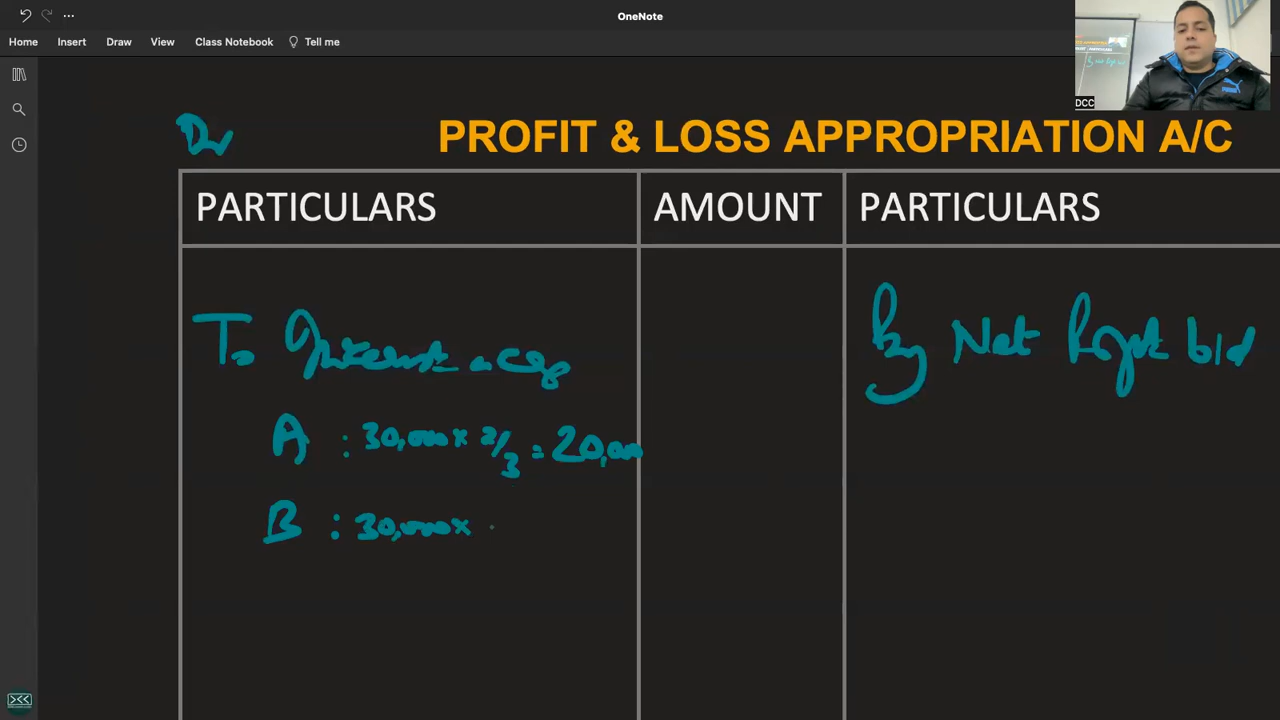 OneNote
Home Insert Draw View Class Notebook Tell me
DCC
Dr PROFIT & LOSS APPROPRIATION A/C
PARTICULARS AMOUNT PARTICULARS
To Interest on Cap By Net Profit b/d
A : 30,000 × 2/3 = 20,000
B : 30,000 ×